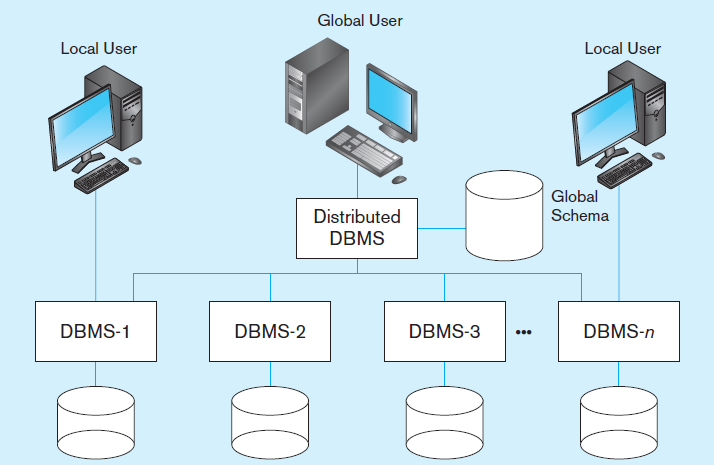 Global User
Local User
Local User
Global
Schema
Distributed
DBMS
DBMS-1
DBMS-2
DBMS-3
•••
DBMS-n